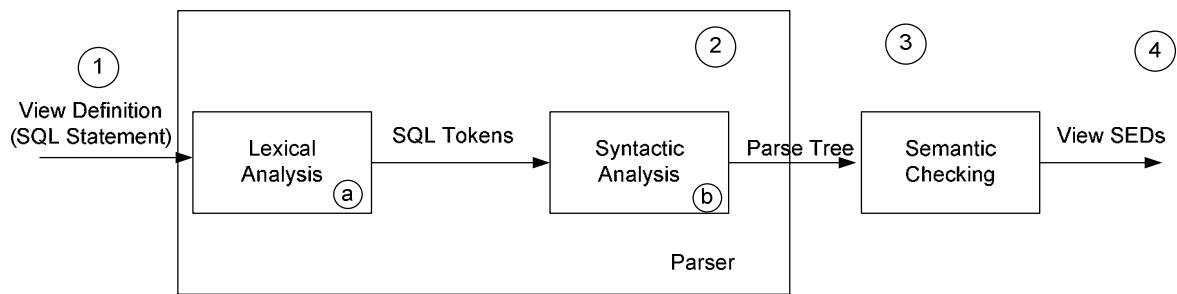 1
View Definition
(SQL Statement)
2
Lexical
Analysis
a
SQL Tokens
Syntactic
Analysis
b
Parser
Parse Tree
3
Semantic
Checking
4
View SEDs